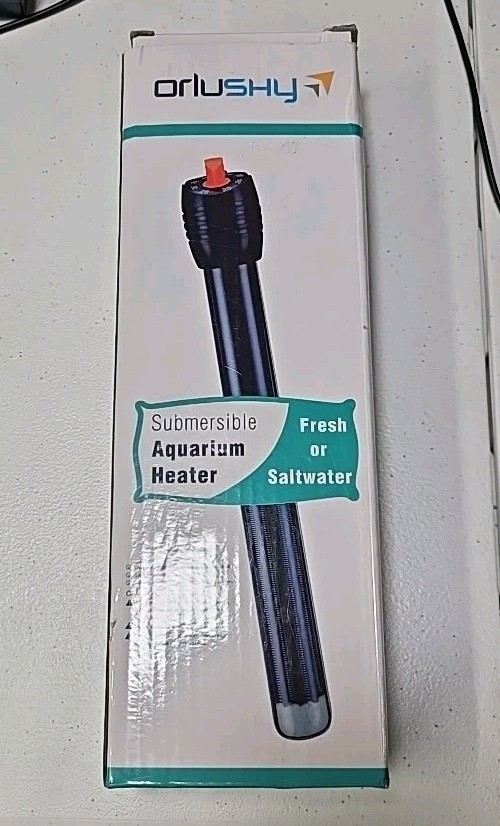 orlushy
Submersible
Aquarium
Heater
Fresh
or
Saltwater